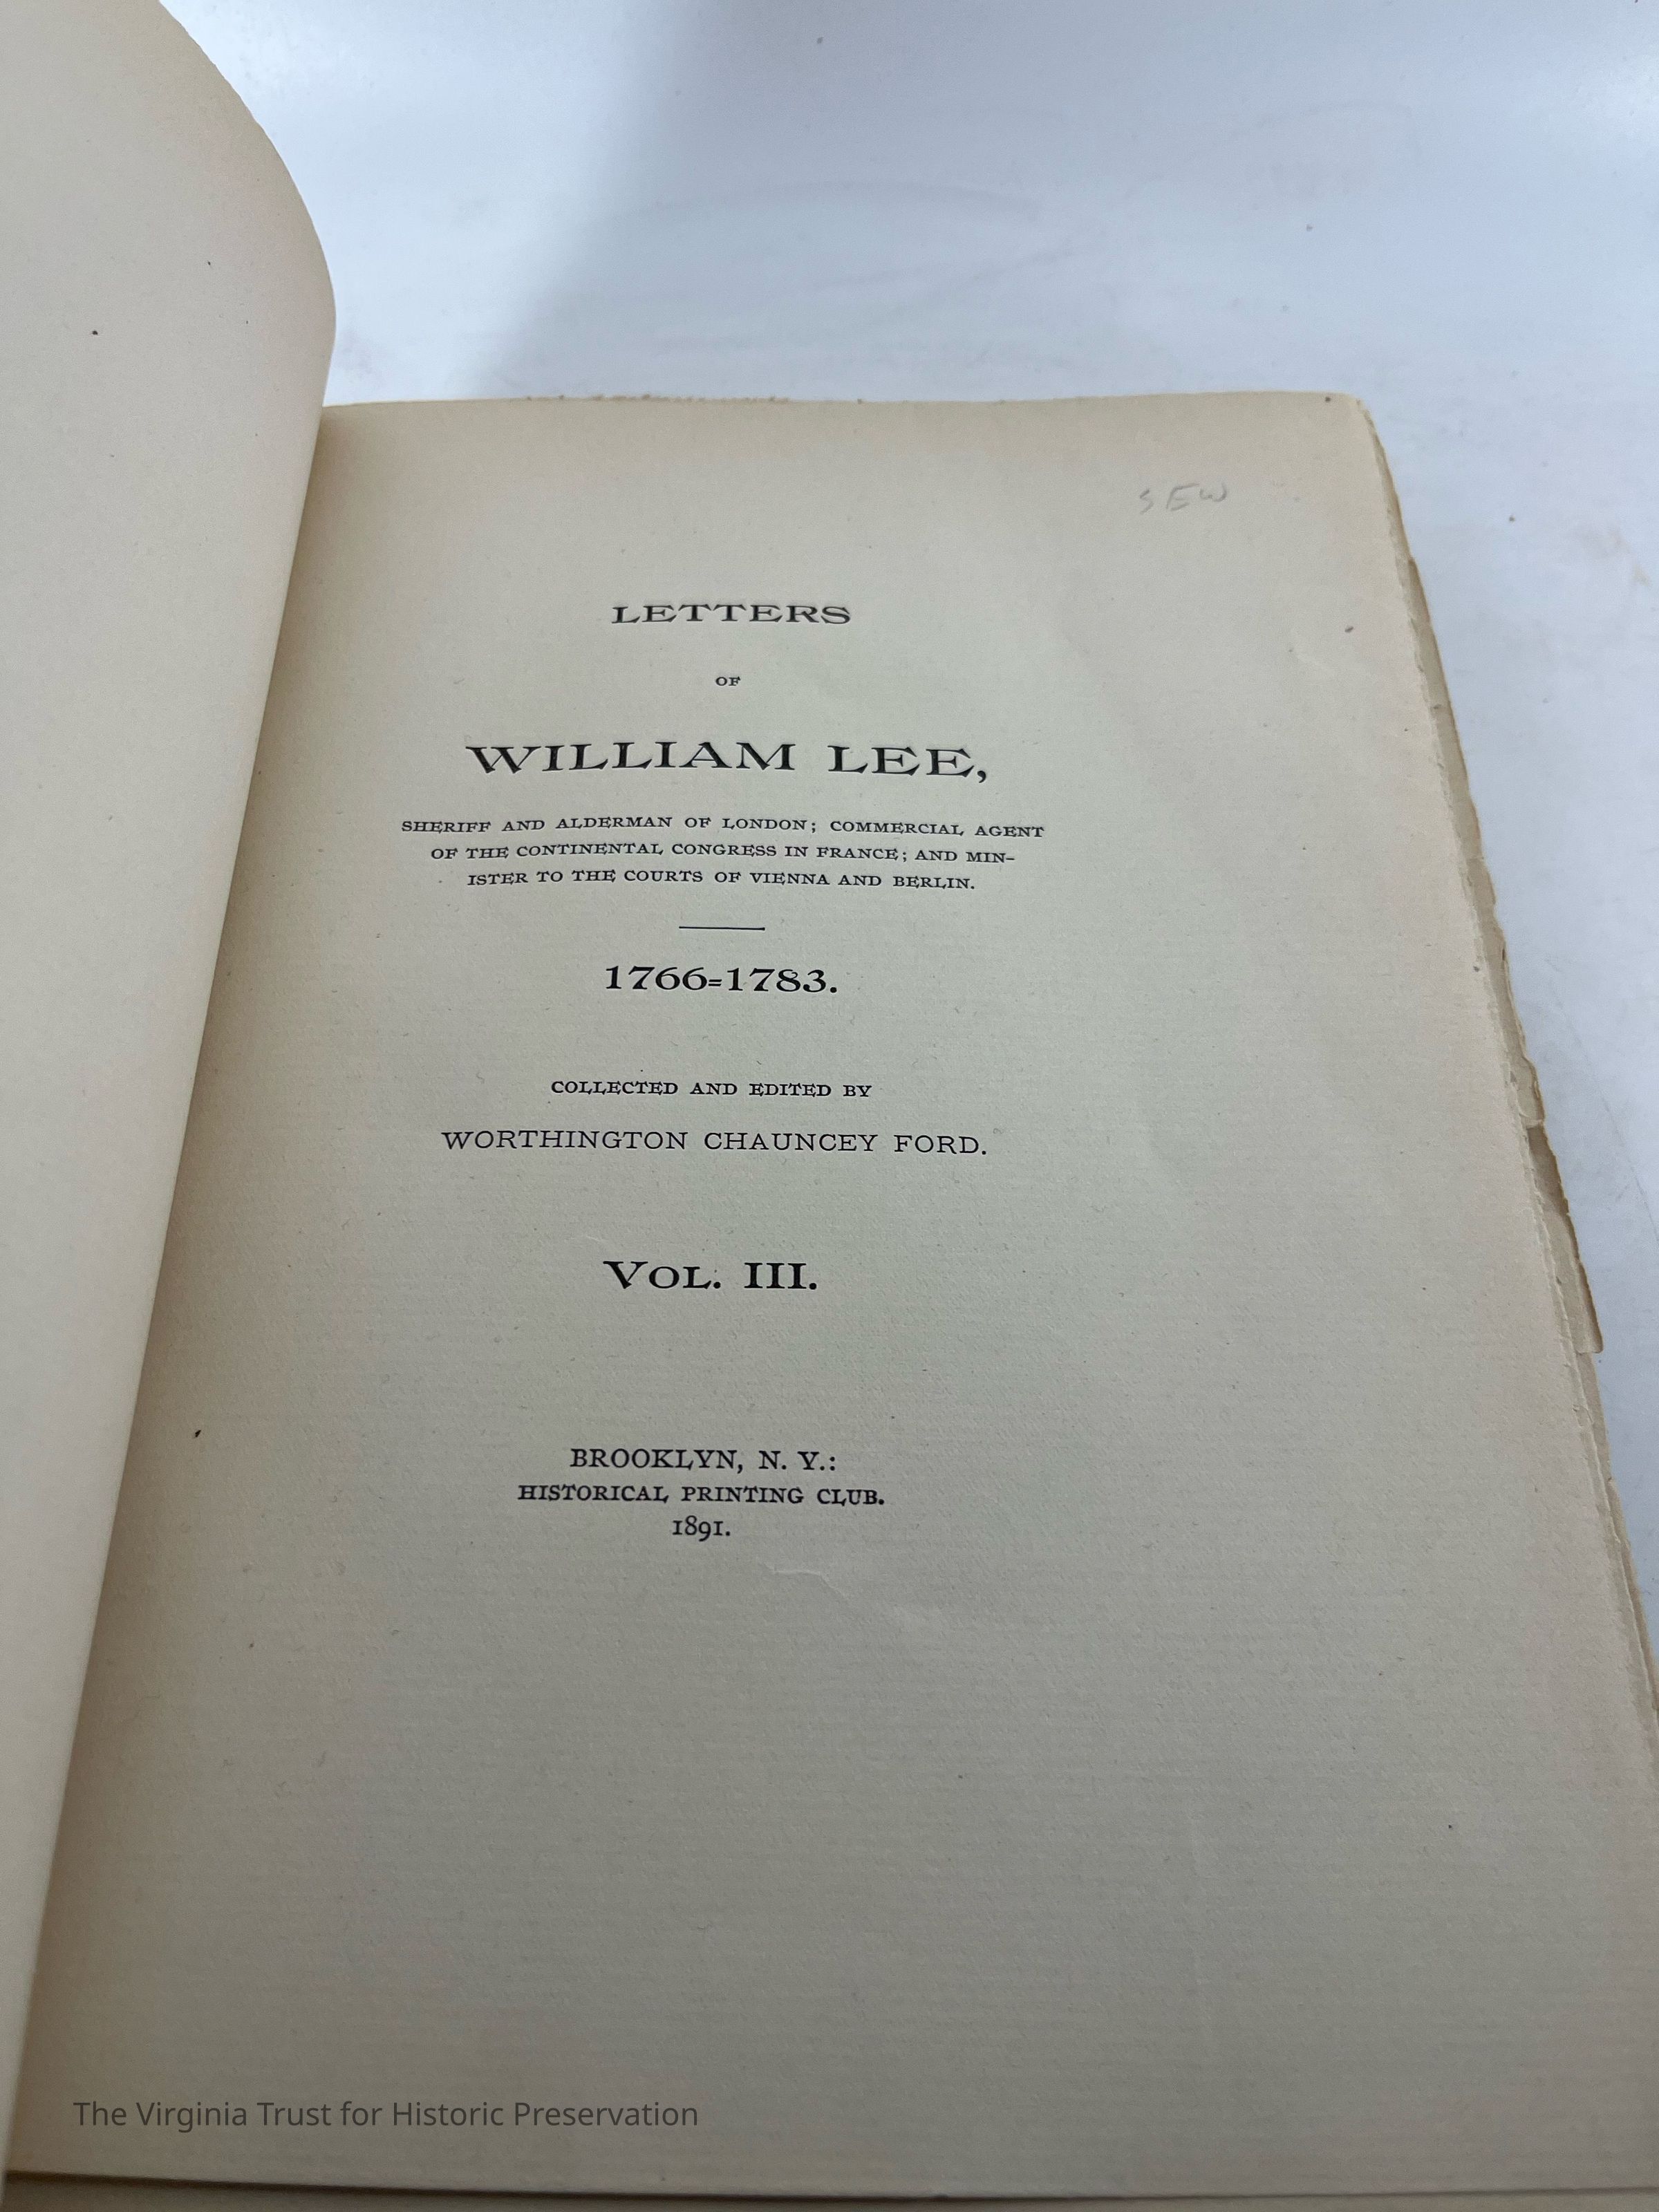 SEW
LETTERS
OF
WILLIAM LEE,
SHERIFF AND ALDERMAN OF LONDON; COMMERCIAL AGENT
OF THE CONTINENTAL CONGRESS IN FRANCE; AND MIN-
ISTER TO THE COURTS OF VIENNA AND BERLIN.
1766=1783.
COLLECTED AND EDITED BY
WORTHINGTON CHAUNCEY FORD.
VOL. III.
BROOKLYN, N. Y.:
HISTORICAL PRINTING CLUB.
1891.
The Virginia Trust for Historic Preservation